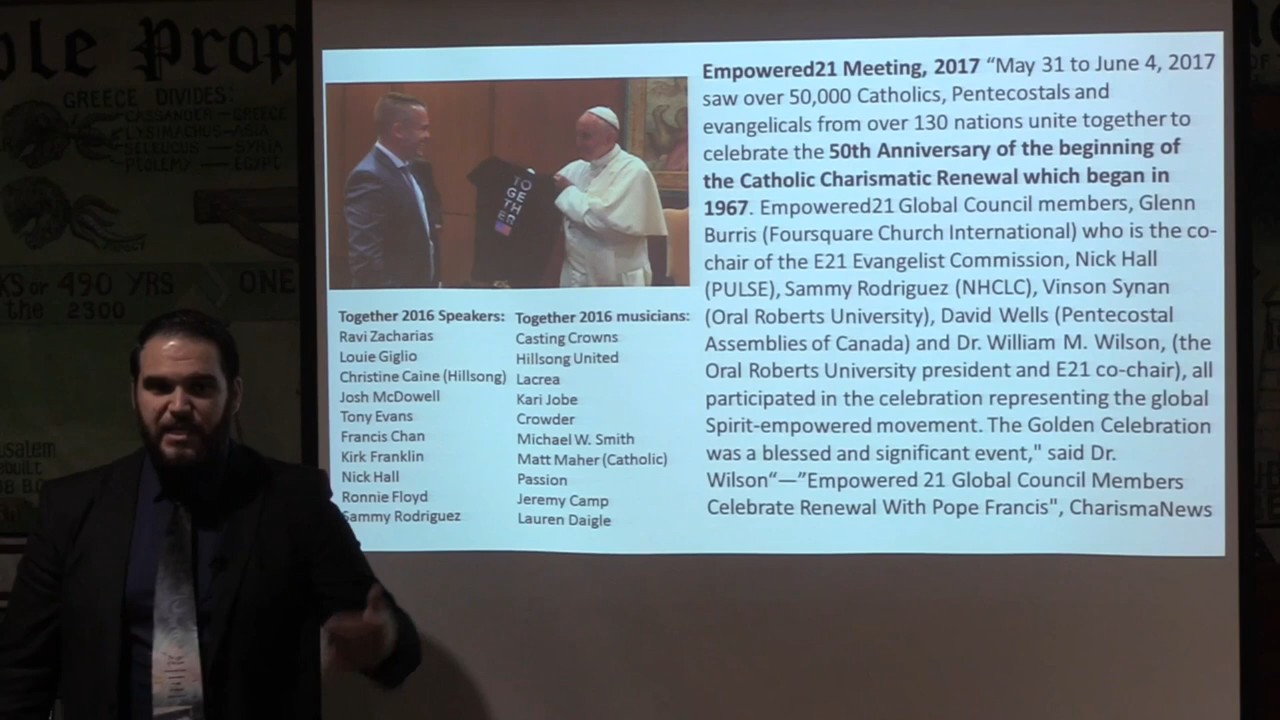 ble Prop
GREECE DIVIDES:
CASSANDER—GREECE
LYSIMACHUS—ASIA
SELEUCUS — SYRIA
PTOLEMY — EGYPT
KS or 490 YRS
ONE
the 2300
usalem
ebuilt
TOGETHER
Together 2016 Speakers:
Ravi Zacharias
Louie Giglio
Christine Caine (Hillsong)
Josh McDowell
Tony Evans
Francis Chan
Kirk Franklin
Nick Hall
Ronnie Floyd
Sammy Rodriguez
Together 2016 musicians:
Casting Crowns
Hillsong United
Lacrea
Kari Jobe
Crowder
Michael W. Smith
Matt Maher (Catholic)
Passion
Jeremy Camp
Lauren Daigle
Empowered21 Meeting, 2017 “May 31 to June 4, 2017
saw over 50,000 Catholics, Pentecostals and
evangelicals from over 130 nations unite together to
celebrate the 50th Anniversary of the beginning of
the Catholic Charismatic Renewal which began in
1967. Empowered21 Global Council members, Glenn
Burris (Foursquare Church International) who is the co-
chair of the E21 Evangelist Commission, Nick Hall
(PULSE), Sammy Rodriguez (NHCLC), Vinson Synan
(Oral Roberts University), David Wells (Pentecostal
Assemblies of Canada) and Dr. William M. Wilson, (the
Oral Roberts University president and E21 co-chair), all
participated in the celebration representing the global
Spirit-empowered movement. The Golden Celebration
was a blessed and significant event," said Dr.
Wilson“—”Empowered 21 Global Council Members
Celebrate Renewal With Pope Francis", CharismaNews